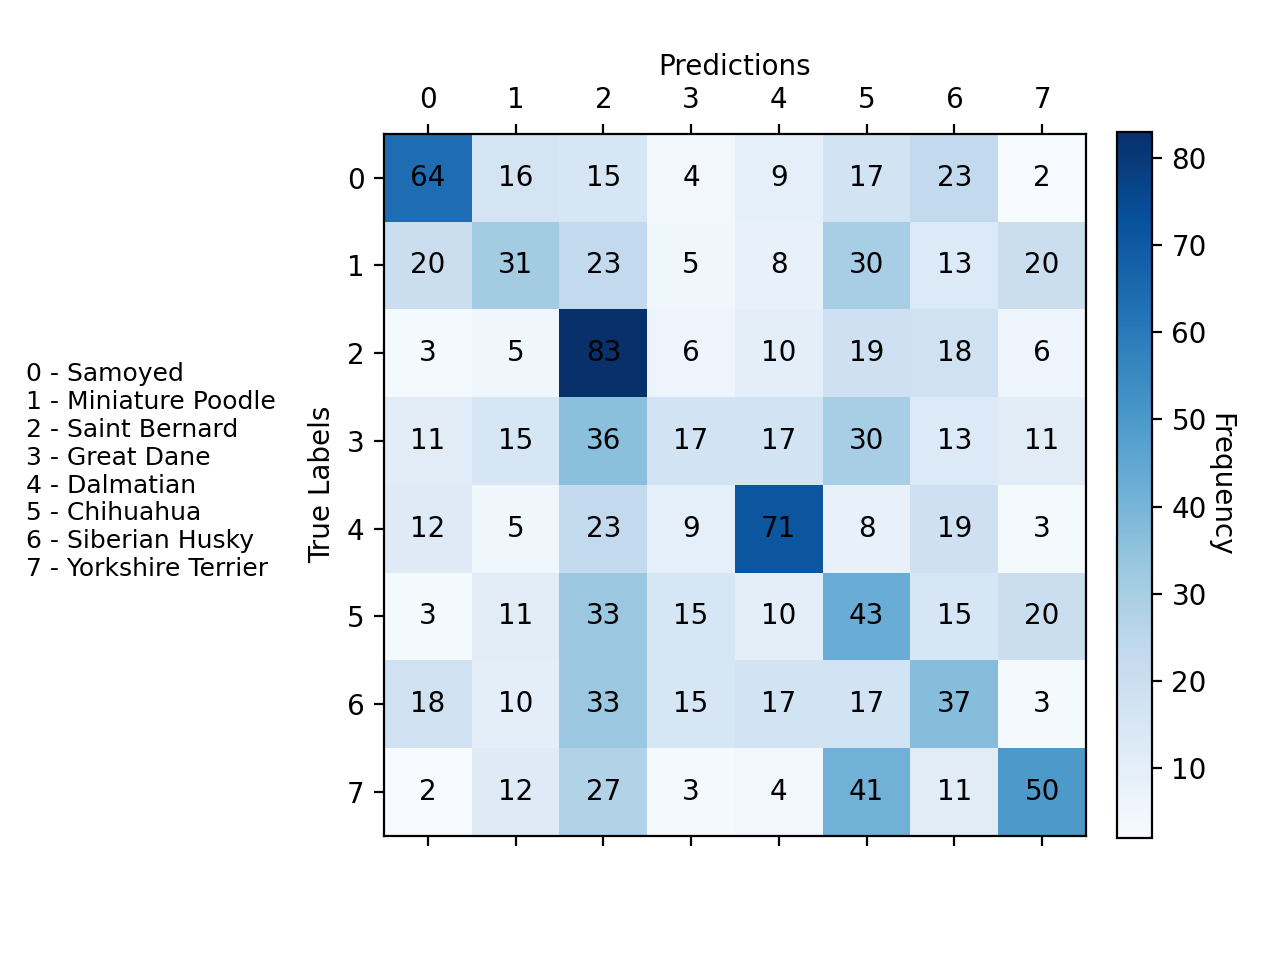 Predictions
0 1 2 3 4 5 6 7
0 64 16 15 4 9 17 23 2
1 20 31 23 5 8 30 13 20
2 3 5 83 6 10 19 18 6
3 11 15 36 17 17 30 13 11
4 12 5 23 9 71 8 19 3
5 3 11 33 15 10 43 15 20
6 18 10 33 15 17 17 37 3
7 2 12 27 3 4 41 11 50
True Labels
0 - Samoyed
1 - Miniature Poodle
2 - Saint Bernard
3 - Great Dane
4 - Dalmatian
5 - Chihuahua
6 - Siberian Husky
7 - Yorkshire Terrier
80
70
60
50
40
30
20
10
Frequency